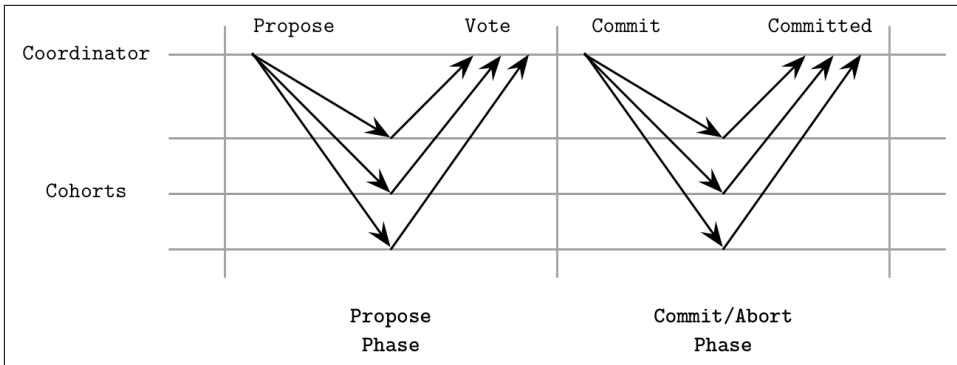 Propose Vote Commit Committed
Coordinator
Cohorts
Propose Commit/Abort
Phase Phase